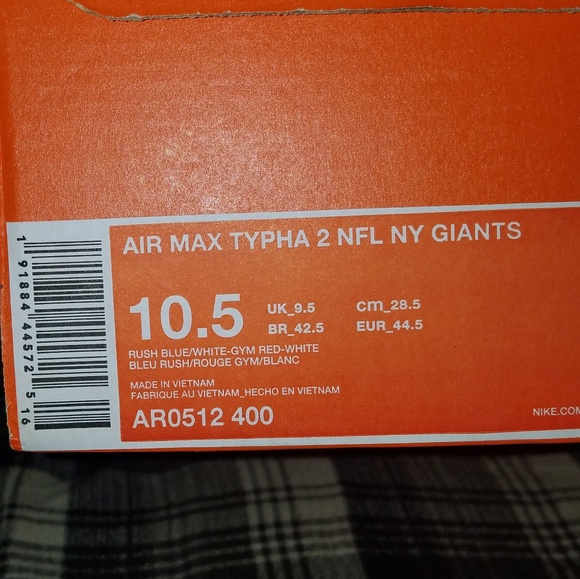 AIR MAX TYPHA 2 NFL NY GIANTS
10.5
UK_9.5 cm_28.5
BR_42.5 EUR_44.5
RUSH BLUE/WHITE-GYM RED-WHITE
BLEU RUSH/ROUGE GYM/BLANC
MADE IN VIETNAM
FABRIQUE AU VIETNAM_HECHO EN VIETNAM
AR0512 400
NIKE.COM
1 91884 44572 5 16